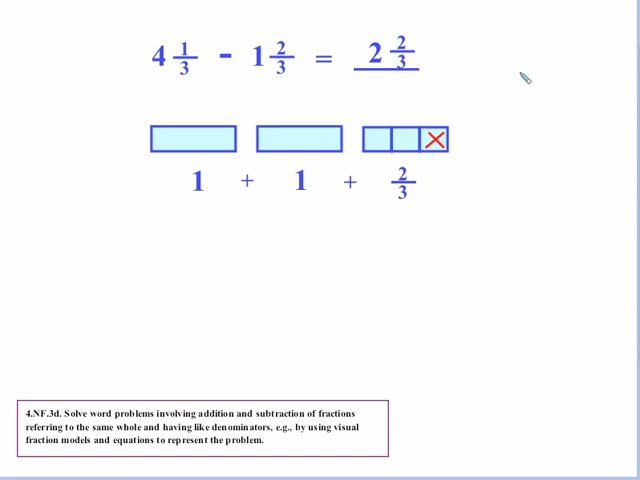 4 1/3 - 1 2/3 = 2 2/3
1 + 1 + 2/3
4.NF.3d. Solve word problems involving addition and subtraction of fractions
referring to the same whole and having like denominators, e.g., by using visual
fraction models and equations to represent the problem.